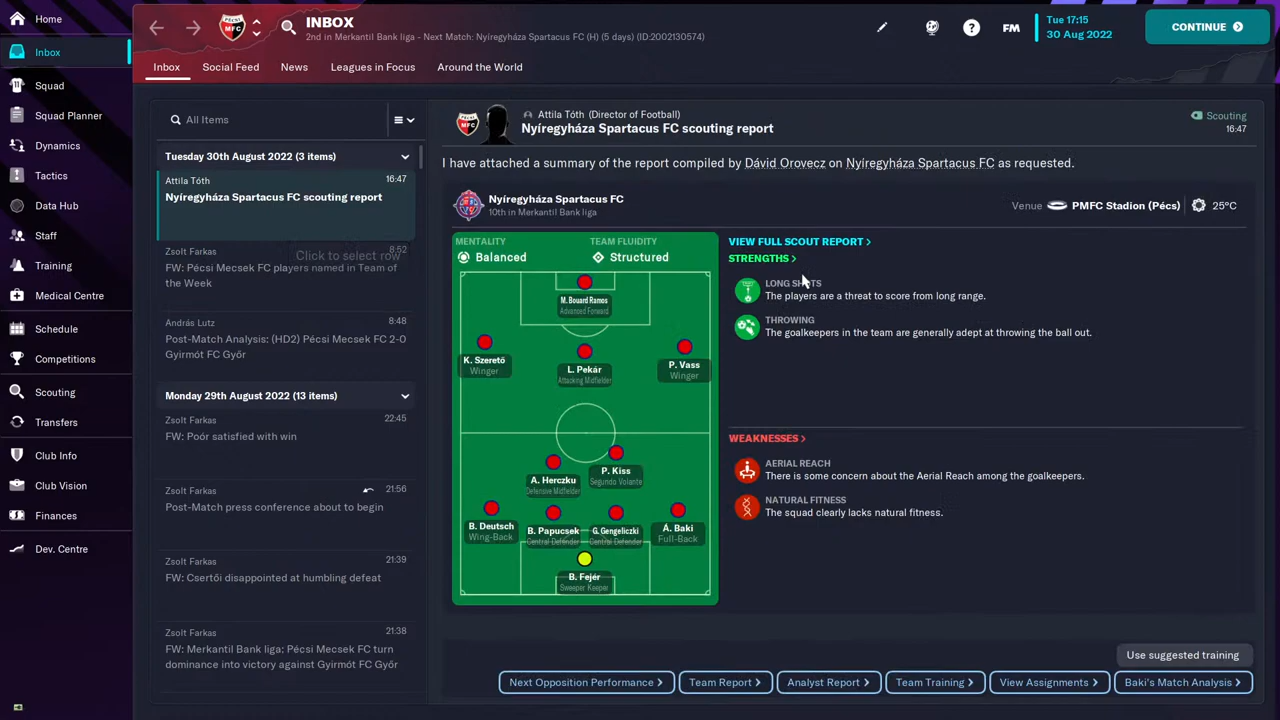 Home
Inbox
Squad
Squad Planner
Dynamics
Tactics
Data Hub
Staff
Training
Medical Centre
Schedule
Competitions
Scouting
Transfers
Club Info
Club Vision
Finances
Dev. Centre
INBOX
2nd in Merkantil Bank liga - Next Match: Nyíregyháza Spartacus FC (H) (5 days) (ID:2002130574)
FM
Tue 17:15
30 Aug 2022
CONTINUE
Inbox
Social Feed
News
Leagues in Focus
Around the World
All Items
Tuesday 30th August 2022 (3 items)
Attila Tóth
16:47
Nyíregyháza Spartacus FC scouting report
Click to select row
Zsolt Farkas
8:52
FW: Pécsi Mecsek FC players named in Team of
the Week
András Lutz
8:48
Post-Match Analysis: (HD2) Pécsi Mecsek FC 2-0
Gyirmót FC Győr
Monday 29th August 2022 (13 items)
Zsolt Farkas
22:45
FW: Poór satisfied with win
Zsolt Farkas
21:56
Post-Match press conference about to begin
Zsolt Farkas
21:39
FW: Csertői disappointed at humbling defeat
Zsolt Farkas
21:38
FW: Merkantil Bank liga; Pécsi Mecsek FC turn
dominance into victory against Gyirmót FC Győr
Attila Tóth (Director of Football)
Nyíregyháza Spartacus FC scouting report
Scouting
16:47
I have attached a summary of the report compiled by Dávid Orovecz on Nyíregyháza Spartacus FC as requested.
Nyíregyháza Spartacus FC
10th in Merkantil Bank liga
Venue PMFC Stadion (Pécs) 25°C
MENTALITY
Balanced
TEAM FLUIDITY
Structured
M. Bouard Ramos
Advanced Forward
K. Szerető
Winger
L. Pekár
Attacking Midfielder
P. Vass
Winger
A. Herczku
Defensive Midfielder
P. Kiss
Segundo Volante
B. Deutsch
Wing-Back
B. Papucsek
Central Defender
G. Gengeliczki
Central Defender
Á. Baki
Full-Back
B. Fejér
Sweeper Keeper
VIEW FULL SCOUT REPORT >
STRENGTHS >
LONG SHOTS
The players are a threat to score from long range.
THROWING
The goalkeepers in the team are generally adept at throwing the ball out.
WEAKNESSES >
AERIAL REACH
There is some concern about the Aerial Reach among the goalkeepers.
NATURAL FITNESS
The squad clearly lacks natural fitness.
Use suggested training
Next Opposition Performance >
Team Report >
Analyst Report >
Team Training >
View Assignments >
Baki's Match Analysis >